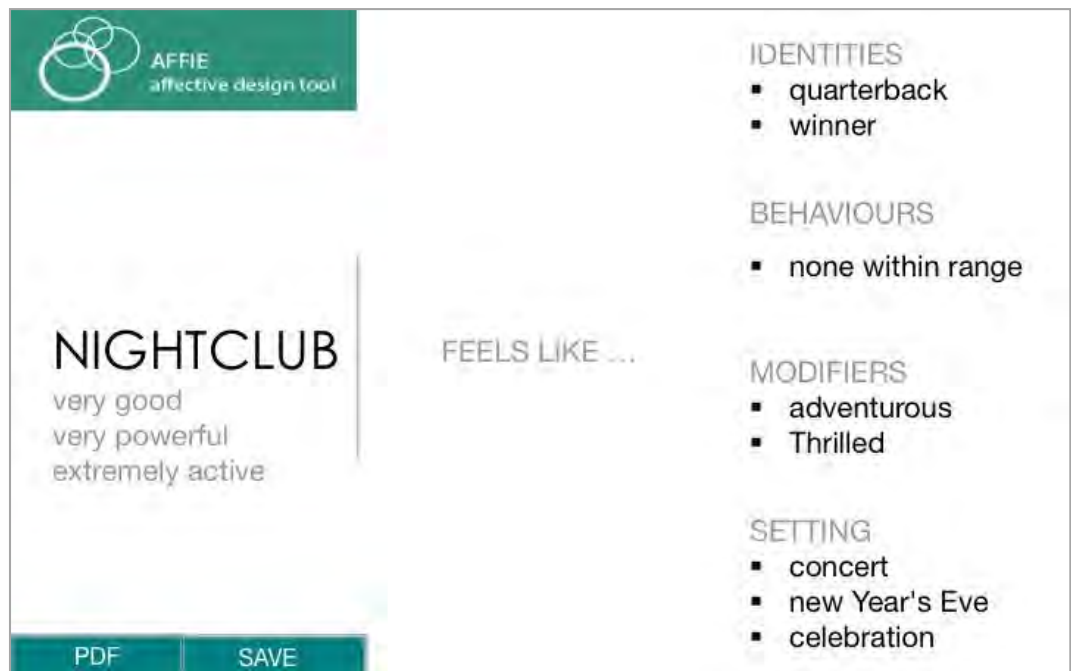 AFFIE
affective design tool
NIGHTCLUB
very good
very powerful
extremely active
PDF
SAVE
FEELS LIKE ...
IDENTITIES
▪ quarterback
▪ winner
BEHAVIOURS
▪ none within range
MODIFIERS
▪ adventurous
▪ Thrilled
SETTING
▪ concert
▪ new Year's Eve
▪ celebration